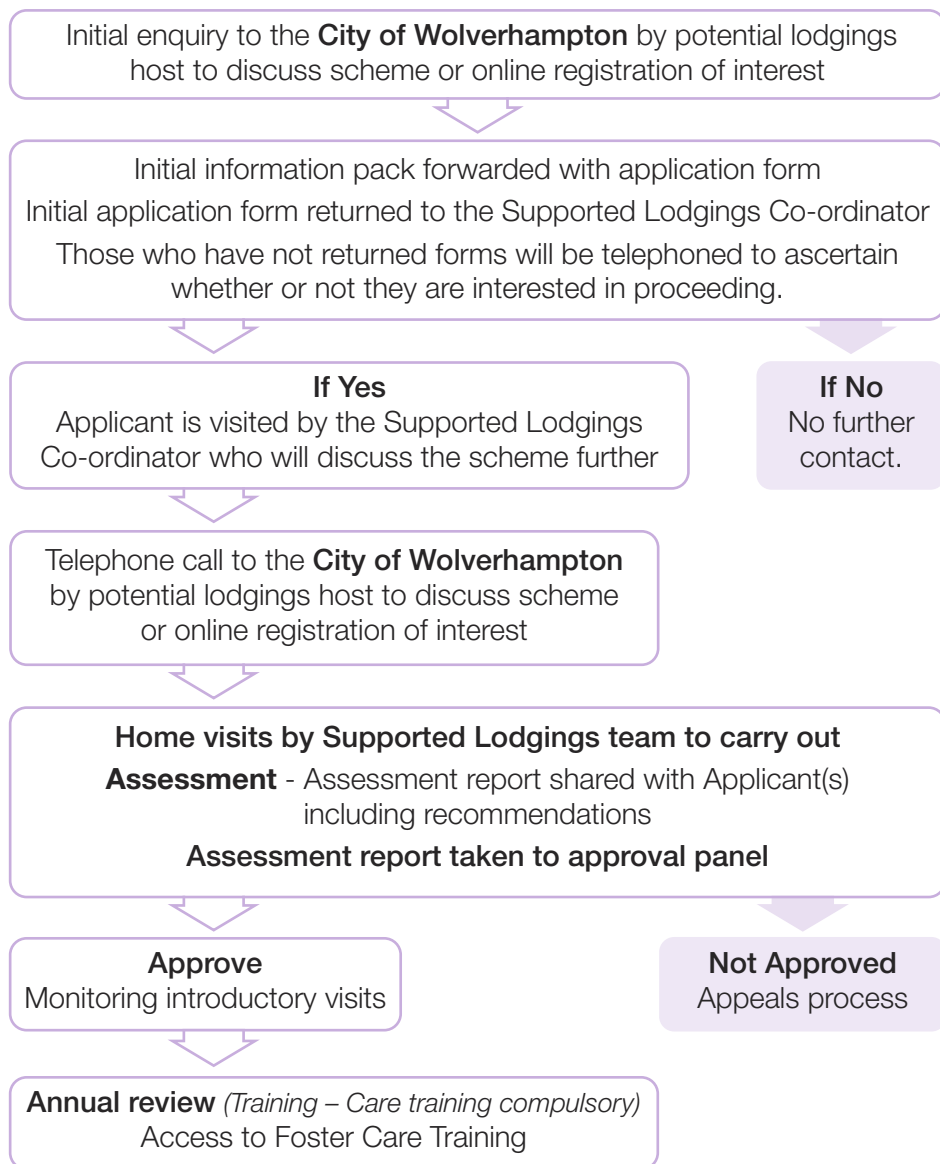 Initial enquiry to the City of Wolverhampton by potential lodgings
host to discuss scheme or online registration of interest
Initial information pack forwarded with application form
Initial application form returned to the Supported Lodgings Co-ordinator
Those who have not returned forms will be telephoned to ascertain
whether or not they are interested in proceeding.
If Yes
Applicant is visited by the Supported Lodgings
Co-ordinator who will discuss the scheme further
If No
No further
contact.
Telephone call to the City of Wolverhampton
by potential lodgings host to discuss scheme
or online registration of interest
Home visits by Supported Lodgings team to carry out
Assessment - Assessment report shared with Applicant(s)
including recommendations
Assessment report taken to approval panel
Approve
Monitoring introductory visits
Not Approved
Appeals process
Annual review (Training – Care training compulsory)
Access to Foster Care Training